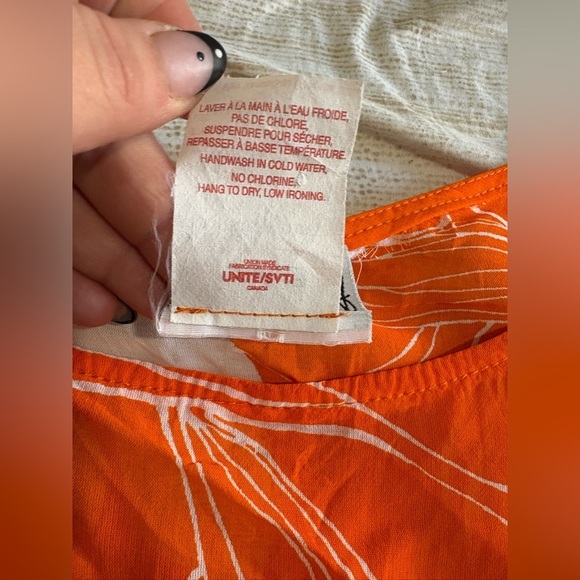 LAVER À LA MAIN À L'EAU FROIDE,
PAS DE CHLORE,
SUSPENDRE POUR SÉCHER,
REPASSER À BASSE TEMPÉRATURE.
HANDWASH IN COLD WATER,
NO CHLORINE,
HANG TO DRY, LOW IRONING.
UNION MADE
FABRICATION SYNDICATE
UNITE/SVTI
CANADA